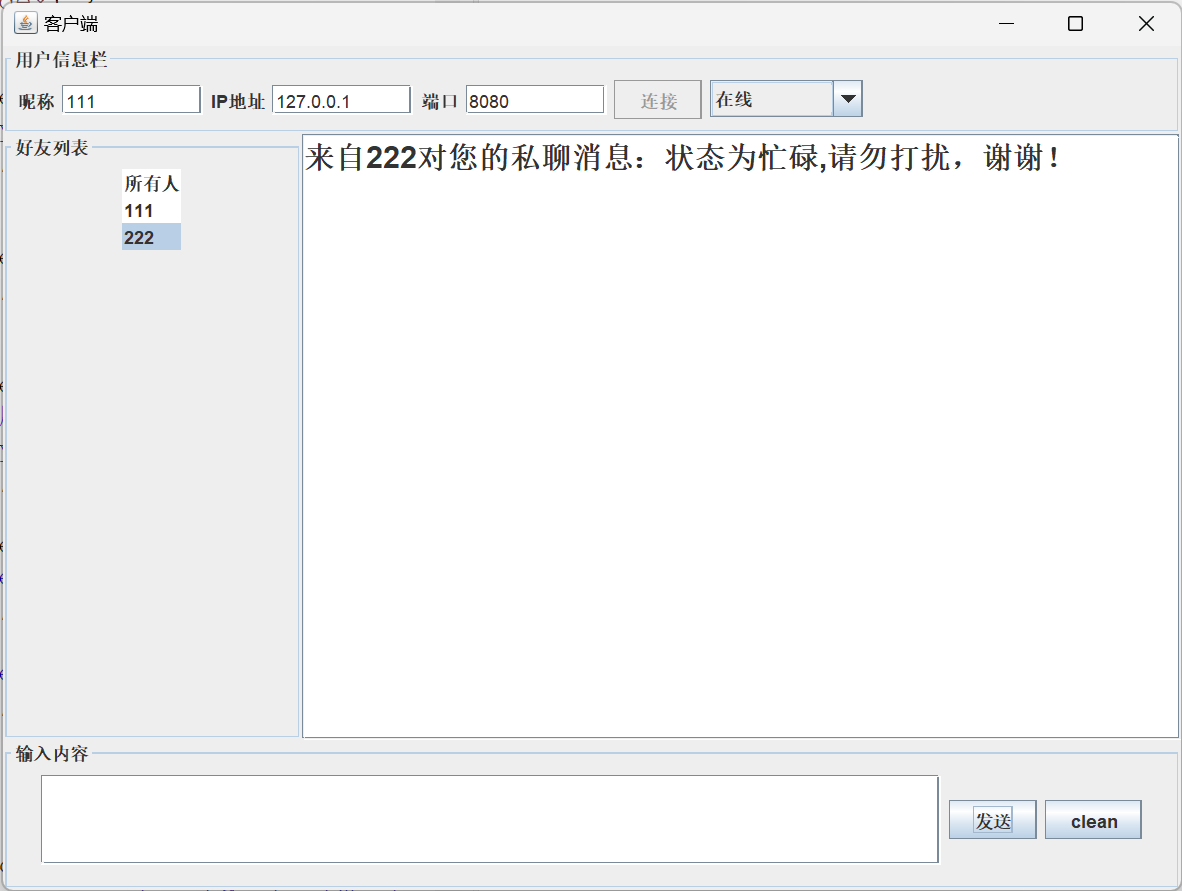 客户端
用户信息栏
昵称 111 IP地址 127.0.0.1 端口 8080 连接 在线
好友列表
所有人
111
222
来自222对您的私聊消息：状态为忙碌,请勿打扰，谢谢！
输入内容
发送 clean